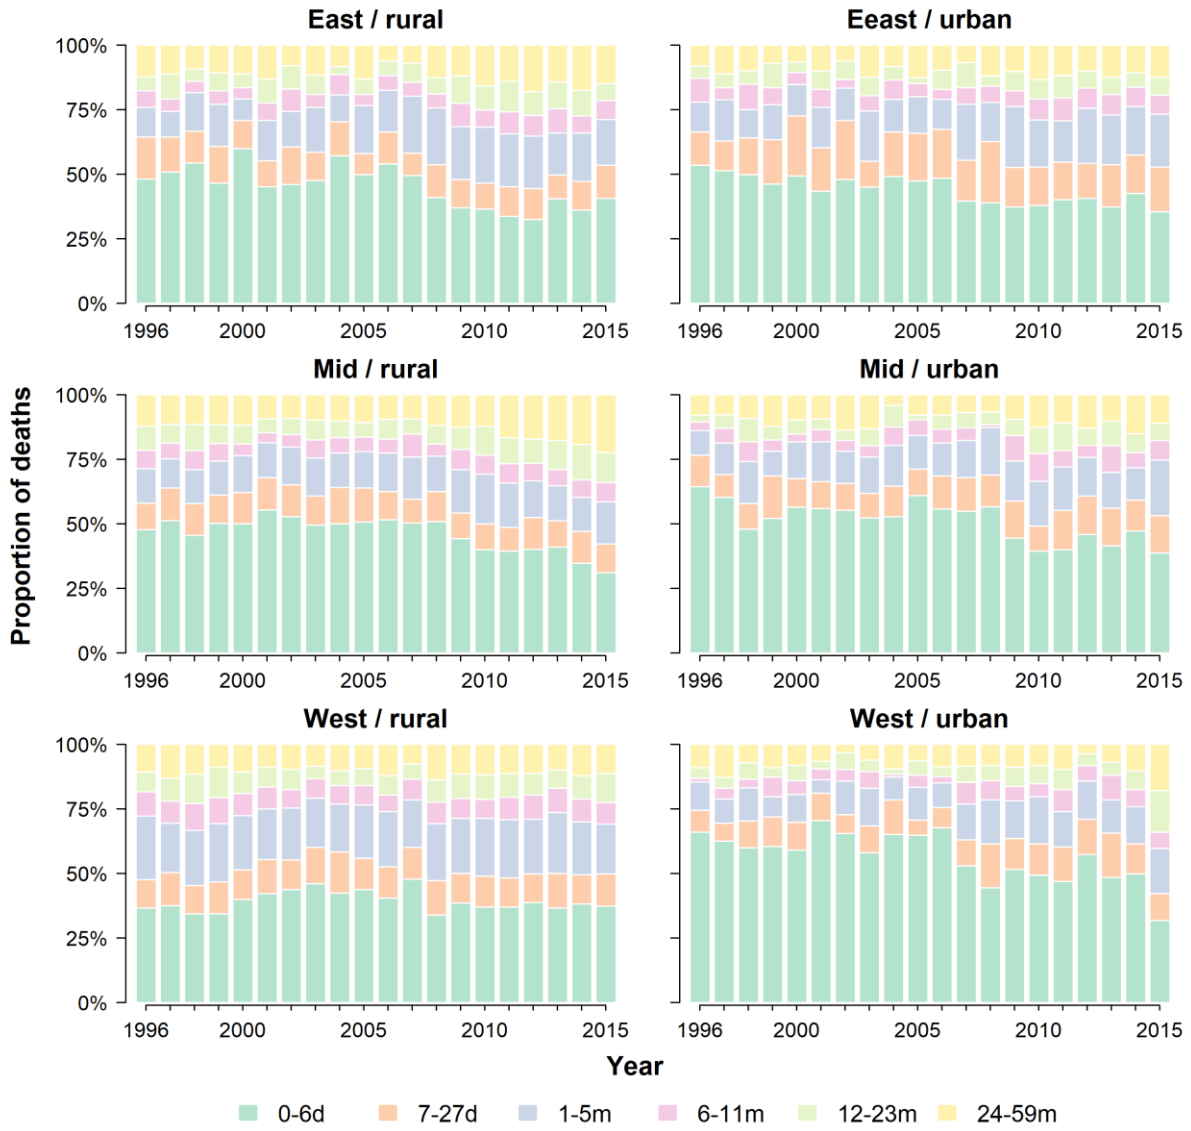 East / rural
Eeast / urban
100%
75%
50%
25%
0%
1996 2000 2005 2010 2015
1996 2000 2005 2010 2015
Mid / rural
Mid / urban
Proportion of deaths
100%
75%
50%
25%
0%
1996 2000 2005 2010 2015
1996 2000 2005 2010 2015
West / rural
West / urban
100%
75%
50%
25%
0%
1996 2000 2005 2010 2015
1996 2000 2005 2010 2015
Year
0-6d 7-27d 1-5m 6-11m 12-23m 24-59m